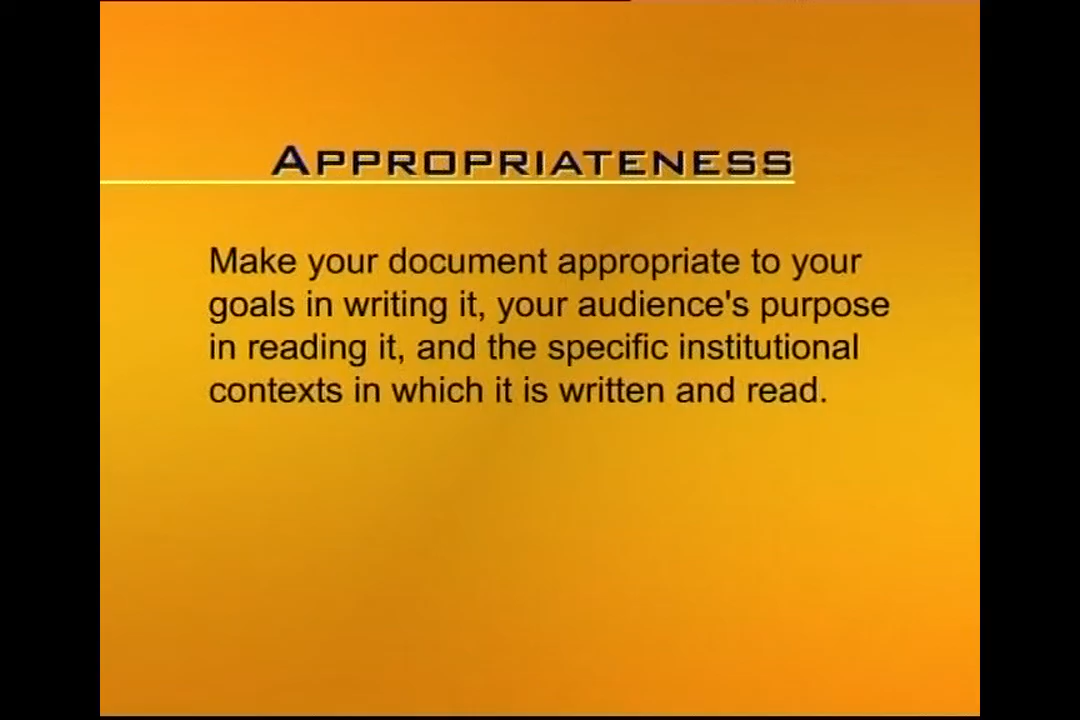 APPROPRIATENESS
Make your document appropriate to your
goals in writing it, your audience's purpose
in reading it, and the specific institutional
contexts in which it is written and read.